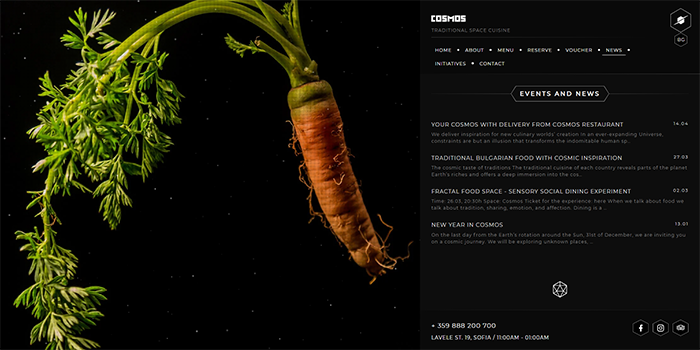 COSMOS
TRADITIONAL SPACE CUISINE
BG
HOME • ABOUT • MENU • RESERVE • VOUCHER • NEWS •
INITIATIVES • CONTACT
EVENTS AND NEWS
YOUR COSMOS WITH DELIVERY FROM COSMOS RESTAURANT 14.04
We deliver inspiration for new culinary worlds' creation in an ever-expanding Universe,
constraints are but an illusion that transforms the indomitable human sp..
TRADITIONAL BULGARIAN FOOD WITH COSMIC INSPIRATION 27.03
The cosmic taste of traditions The traditional cuisine of each country reveals parts of the planet
Earth's riches and offers a deep immersion into the cos..
FRACTAL FOOD SPACE - SENSORY SOCIAL DINING EXPERIMENT 02.03
Time: 26.03, 20:30h Space: Cosmos Ticket for the experience: here When we talk about food we
talk about tradition, sharing, emotion, and affection. Dining is a ..
NEW YEAR IN COSMOS 13.01
On the last day from the Earth's rotation around the Sun, 31st of December, we are inviting you
on a cosmic journey. We will be exploring unknown places, ...
+ 359 888 200 700
LAVELE ST. 19, SOFIA / 11:00AM - 01:00AM